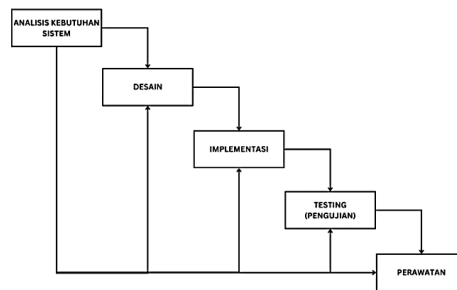 ANALISIS KEBUTUHAN
SISTEM
DESAIN
IMPLEMENTASI
TESTING
(PENGUJIAN)
PERAWATAN